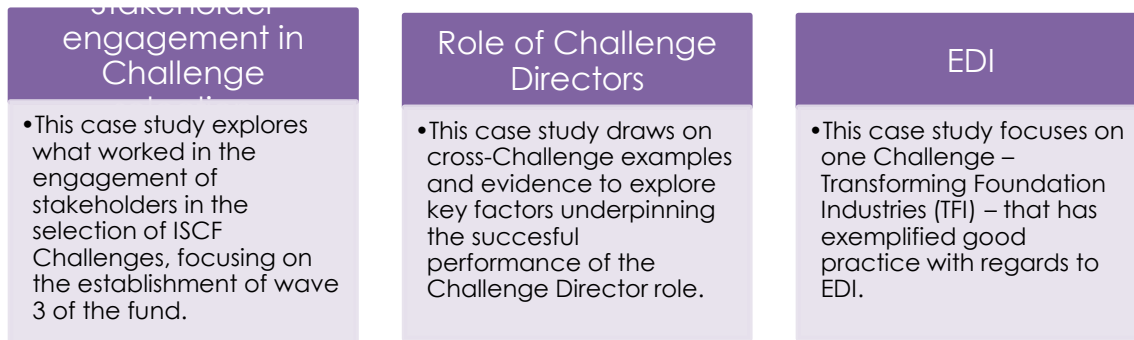 Stakeholder
engagement in
Challenge
•This case study explores
what worked in the
engagement of
stakeholders in the
selection of ISCF
Challenges, focusing on
the establishment of wave
3 of the fund.
Role of Challenge
Directors
•This case study draws on
cross-Challenge examples
and evidence to explore
key factors underpinning
the succesful
performance of the
Challenge Director role.
EDI
•This case study focuses on
one Challenge –
Transforming Foundation
Industries (TFI) – that has
exemplified good
practice with regards to
EDI.